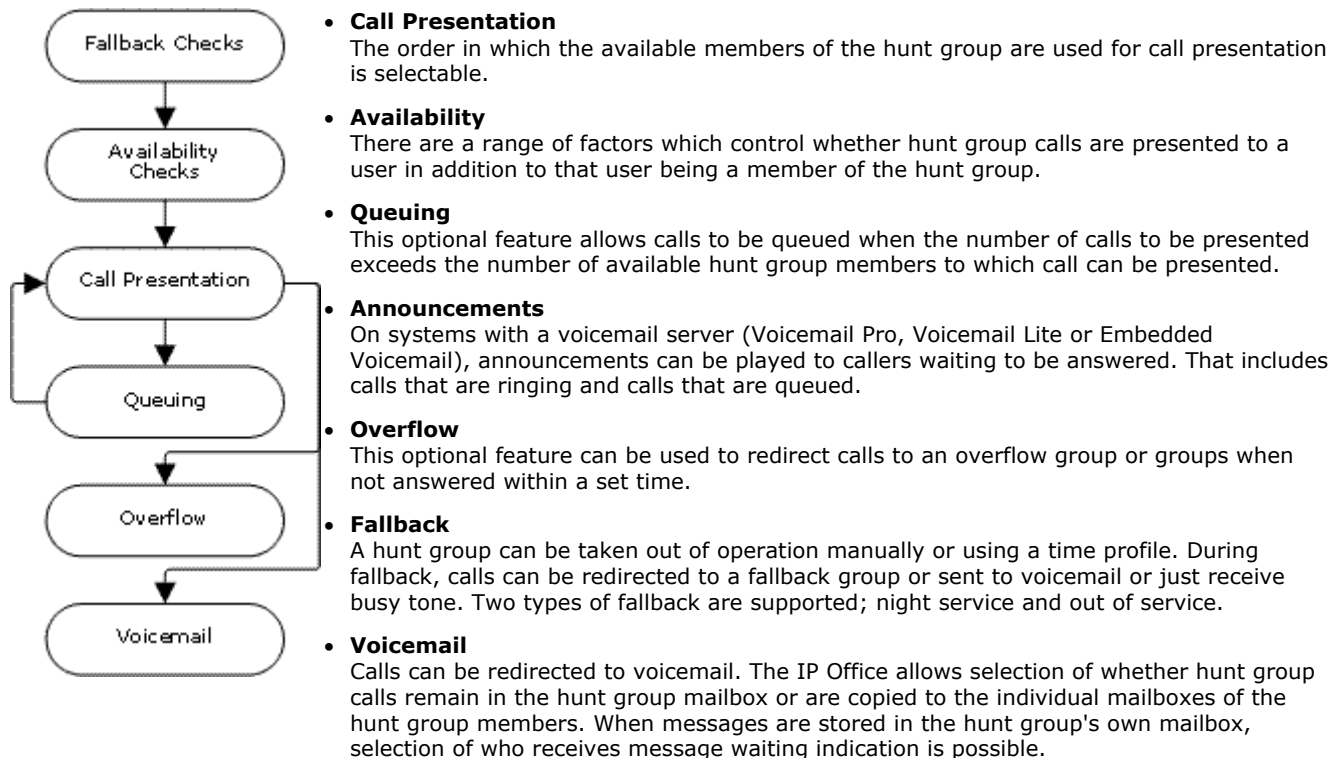 Fallback Checks
Availability
Checks
Call Presentation
Queuing
Overflow
Voicemail
• Call Presentation
The order in which the available members of the hunt group are used for call presentation
is selectable.
• Availability
There are a range of factors which control whether hunt group calls are presented to a
user in addition to that user being a member of the hunt group.
• Queuing
This optional feature allows calls to be queued when the number of calls to be presented
exceeds the number of available hunt group members to which call can be presented.
• Announcements
On systems with a voicemail server (Voicemail Pro, Voicemail Lite or Embedded
Voicemail), announcements can be played to callers waiting to be answered. That includes
calls that are ringing and calls that are queued.
• Overflow
This optional feature can be used to redirect calls to an overflow group or groups when
not answered within a set time.
• Fallback
A hunt group can be taken out of operation manually or using a time profile. During
fallback, calls can be redirected to a fallback group or sent to voicemail or just receive
busy tone. Two types of fallback are supported; night service and out of service.
• Voicemail
Calls can be redirected to voicemail. The IP Office allows selection of whether hunt group
calls remain in the hunt group mailbox or are copied to the individual mailboxes of the
hunt group members. When messages are stored in the hunt group's own mailbox,
selection of who receives message waiting indication is possible.